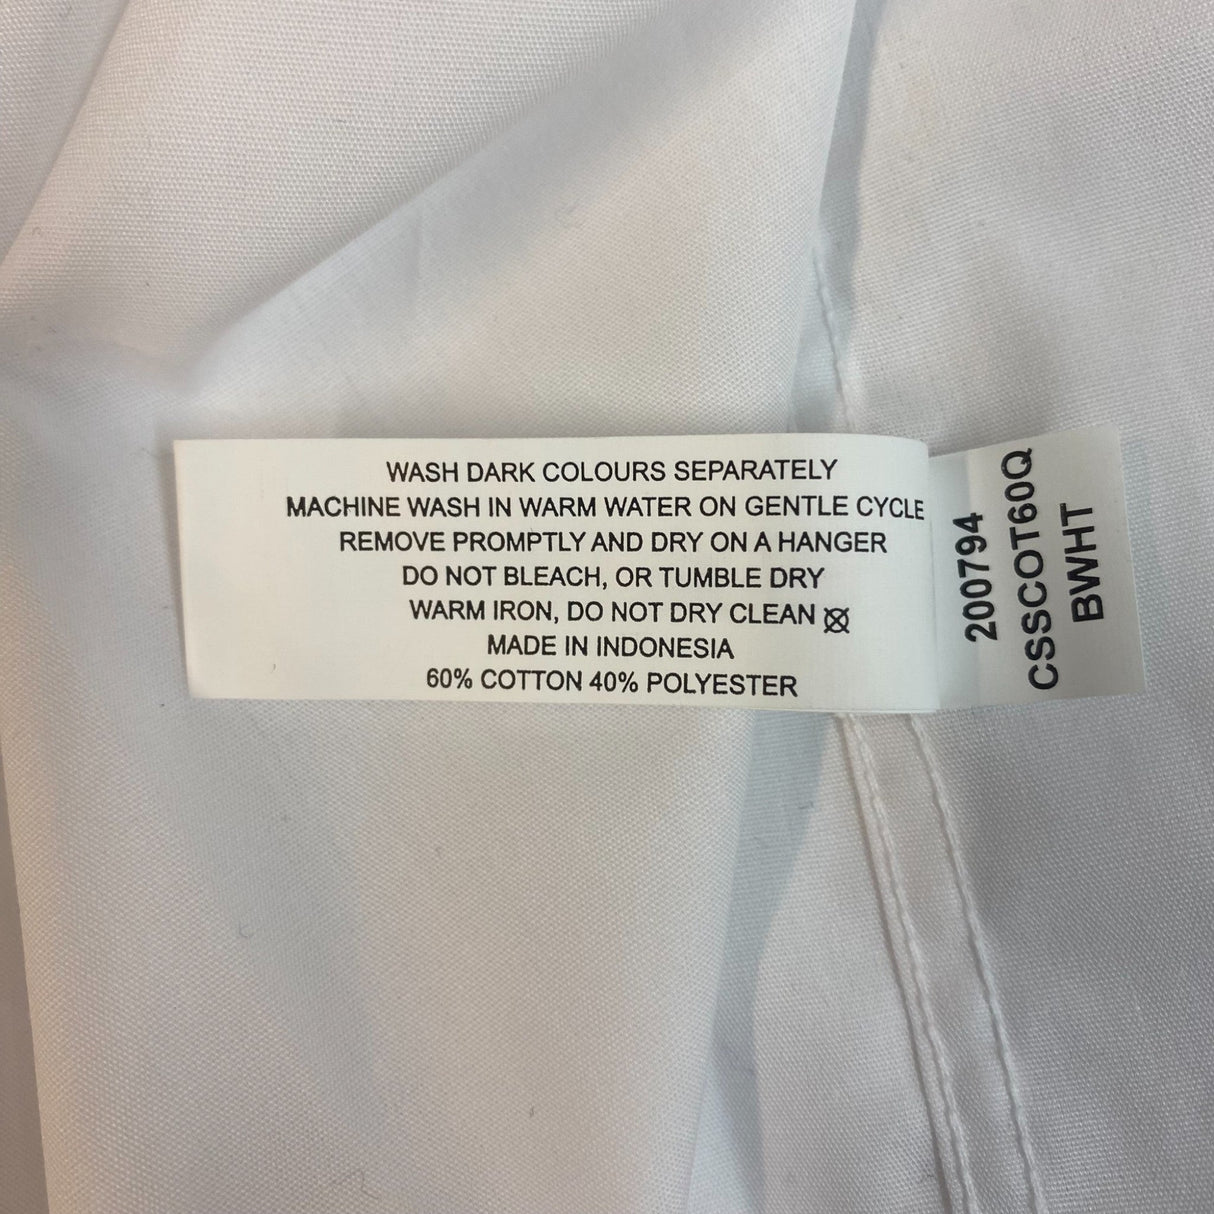 WASH DARK COLOURS SEPARATELY
MACHINE WASH IN WARM WATER ON GENTLE CYCLE
REMOVE PROMPTLY AND DRY ON A HANGER
DO NOT BLEACH, OR TUMBLE DRY
WARM IRON, DO NOT DRY CLEAN
MADE IN INDONESIA
60% COTTON 40% POLYESTER
200794
CSSCOT60Q
BWHT